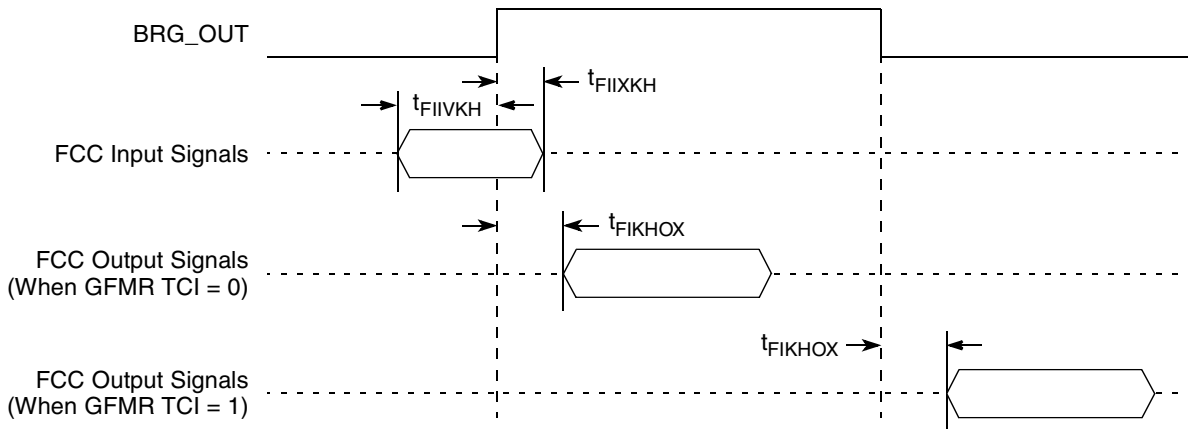 BRG_OUT
tFIIXKH
tFIIVKH
FCC Input Signals
tFIKHOX
FCC Output Signals
(When GFMR TCI = 0)
tFIKHOX
FCC Output Signals
(When GFMR TCI = 1)